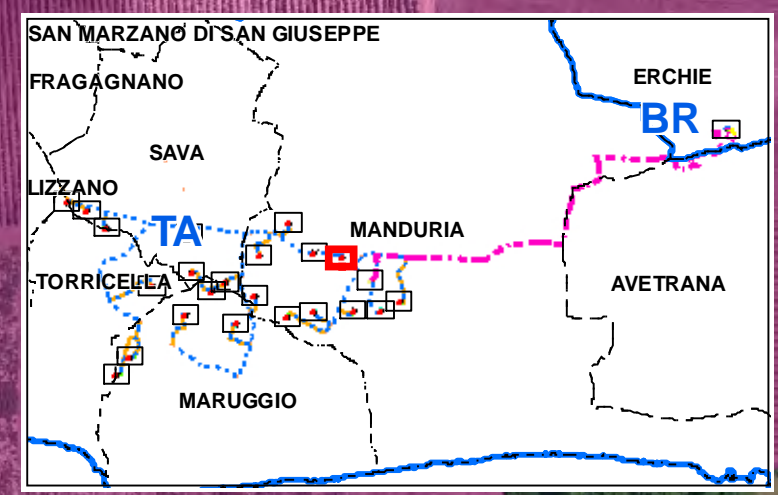 SAN MARZANO DI SAN GIUSEPPE
ERCHIE
FRAGAGNANO
BR
SAVA
LIZZANO
TA
MANDURIA
TORRICELLA
AVETRANA
MARUGGIO